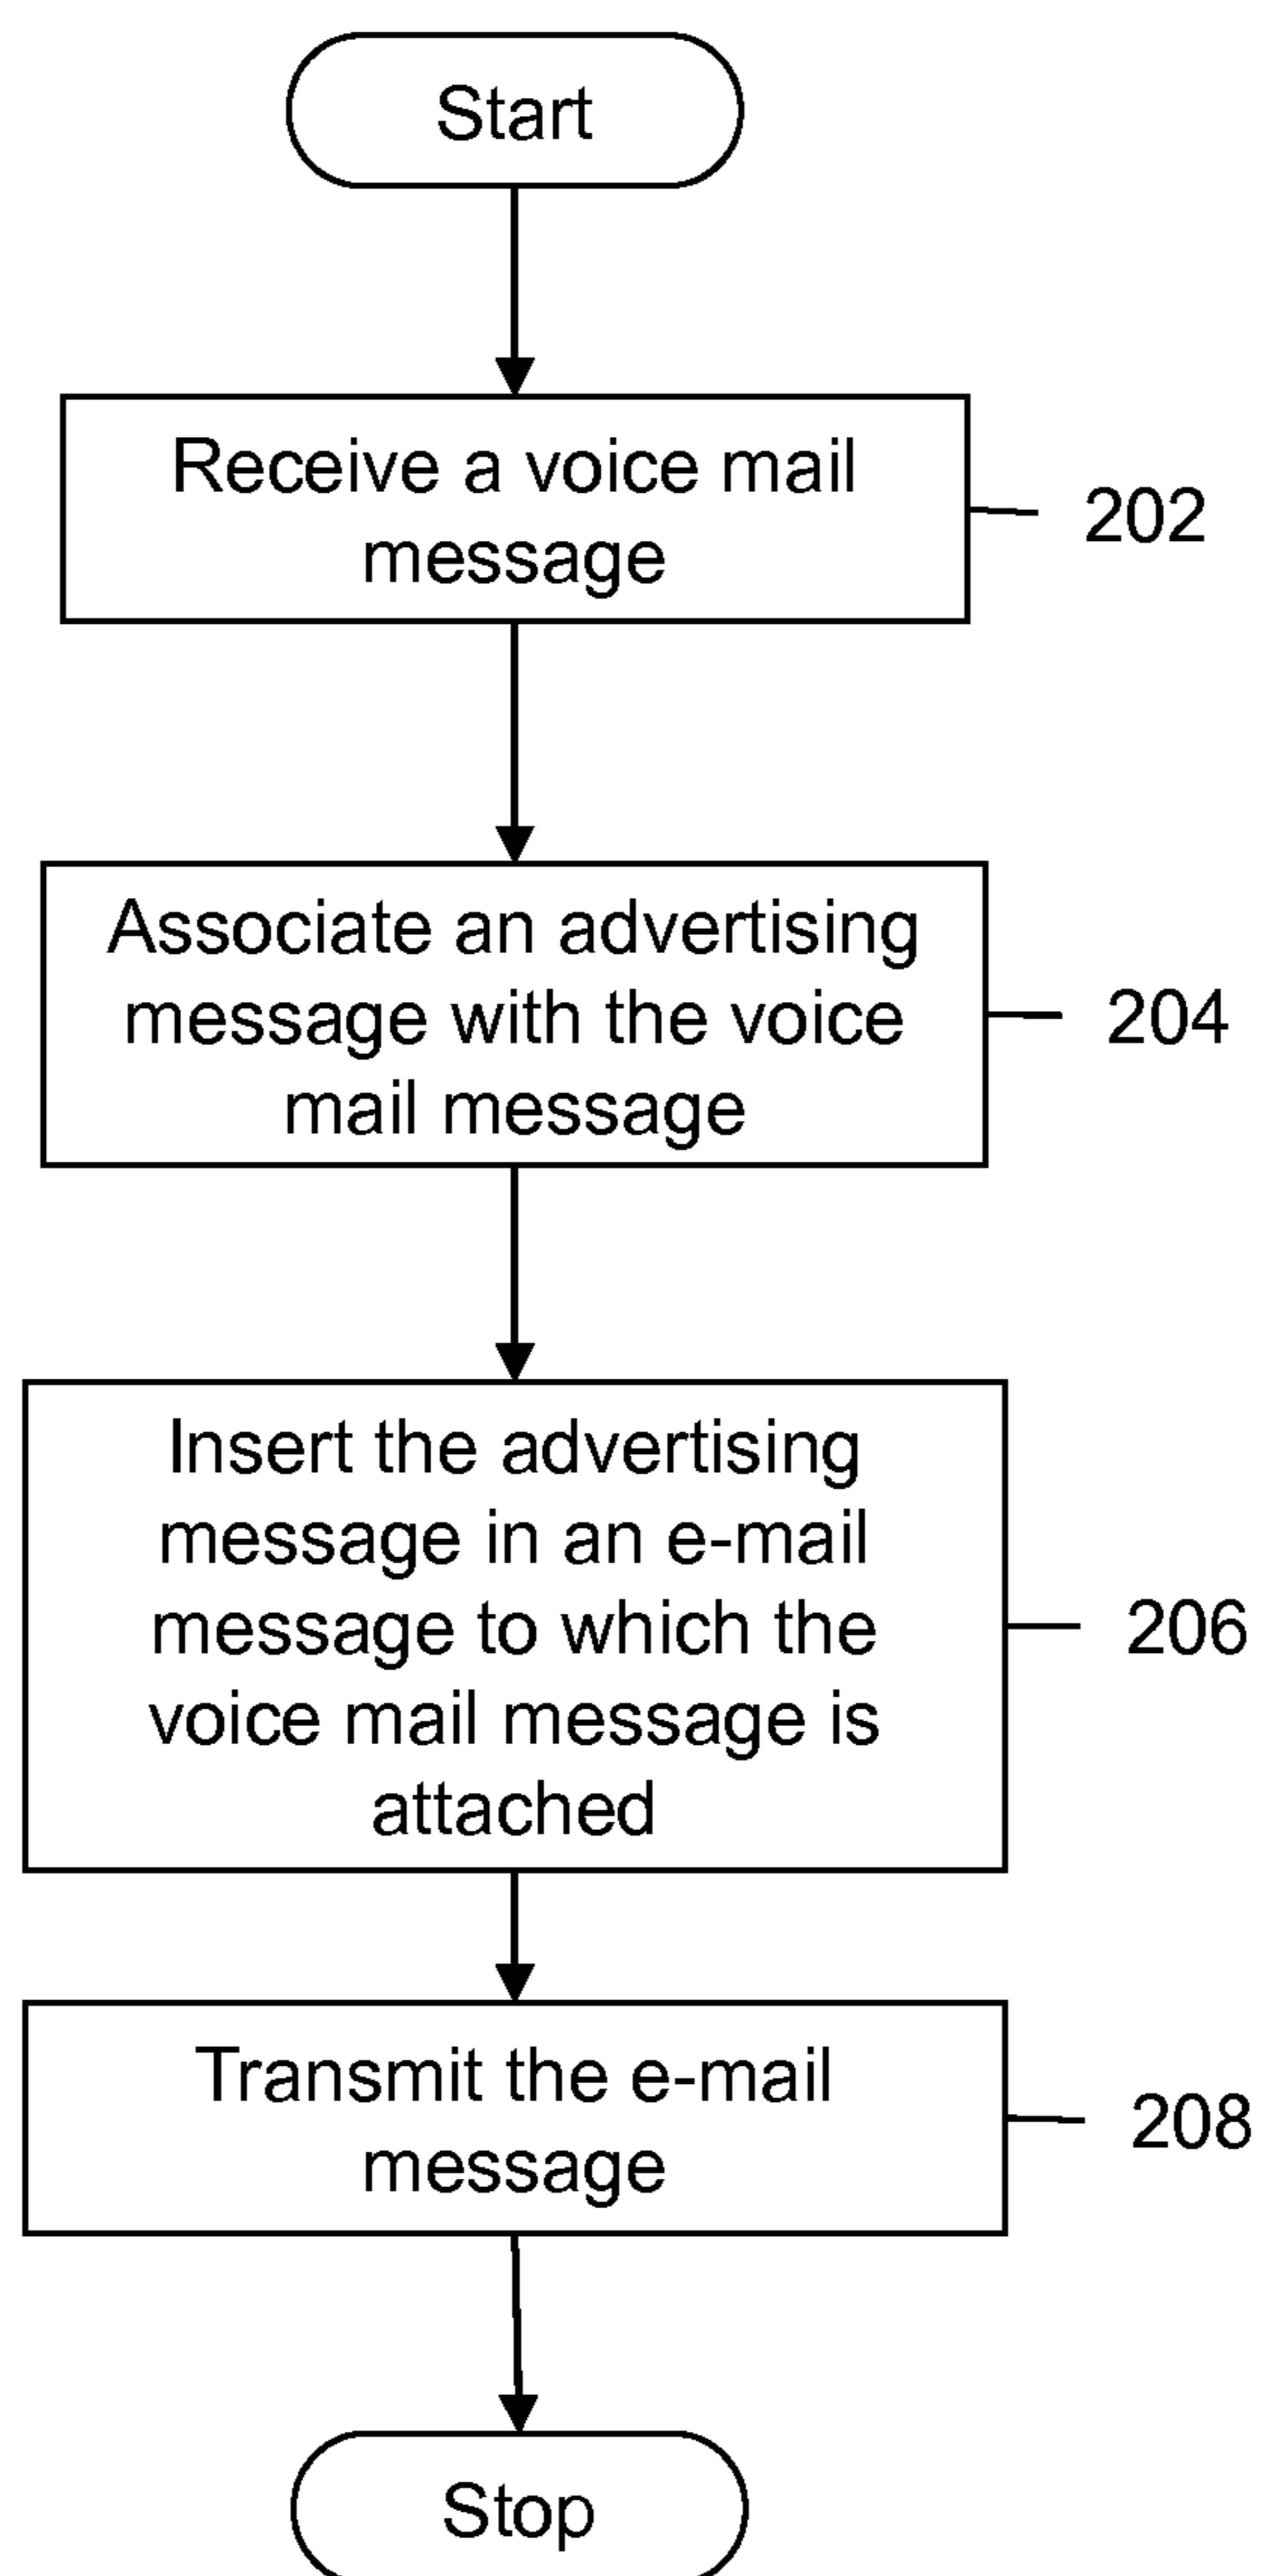 Start
Receive a voice mail
message
202
Associate an advertising
message with the voice
mail message
204
Insert the advertising
message in an e-mail
message to which the
voice mail message is
attached
206
Transmit the e-mail
message
208
Stop